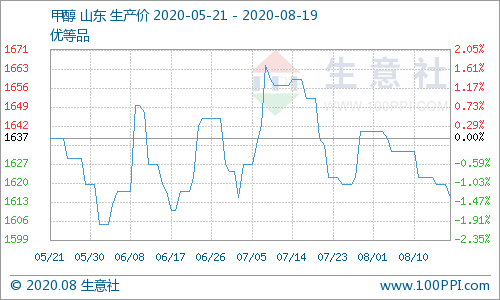 甲醇 山东 生产价 2020-05-21 - 2020-08-19
优等品
1671 2.05%
1663 1.61%
生意社
1656 1.17%
100PPI.com
1649 0.73%
1642 0.29%
1637 0.00%
1627 -0.59%
1620 -1.03%
1613 -1.47%
1606 -1.91%
1599 -2.35%
05/21 05/30 06/08 06/17 06/26 07/05 07/14 07/23 08/01 08/10
© 2020.08 生意社 www.100PPI.com